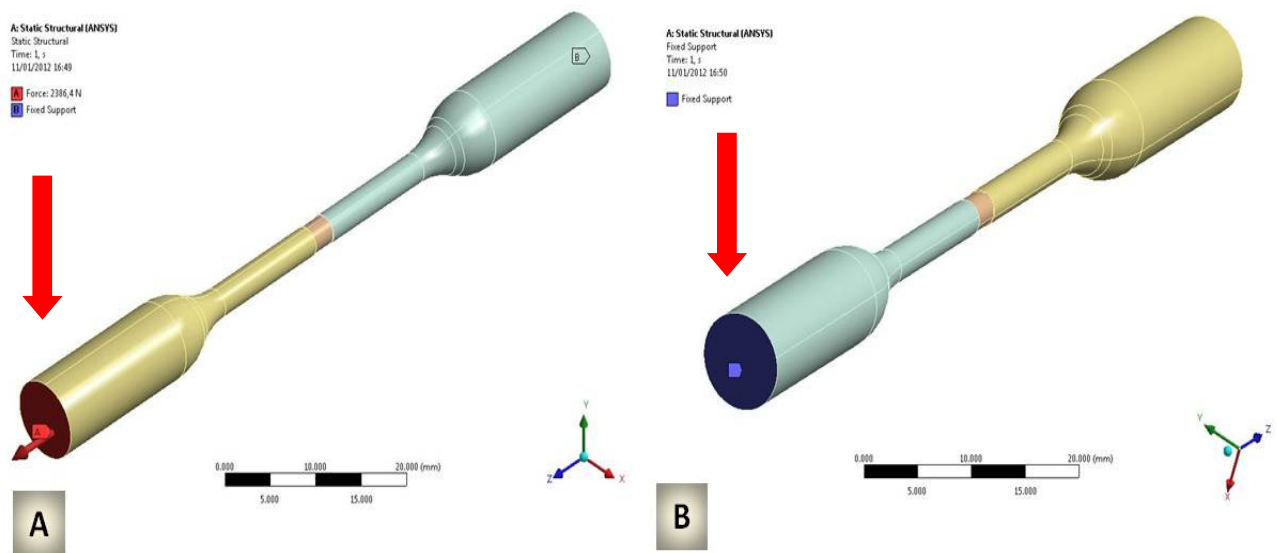 A: Static Structural (ANSYS)
Static Structural
Time: 1, s
11/01/2012 16:49
A Force: 2386,4 N
B Fixed Support
B
A
0.000 10.000 20.000 (mm)
5.000 15.000
Y
Z X
A
A: Static Structural (ANSYS)
Fixed Support
Time: 1, s
11/01/2012 16:50
Fixed Support
0.000 10.000 20.000 (mm)
5.000 15.000
Y Z
X
B